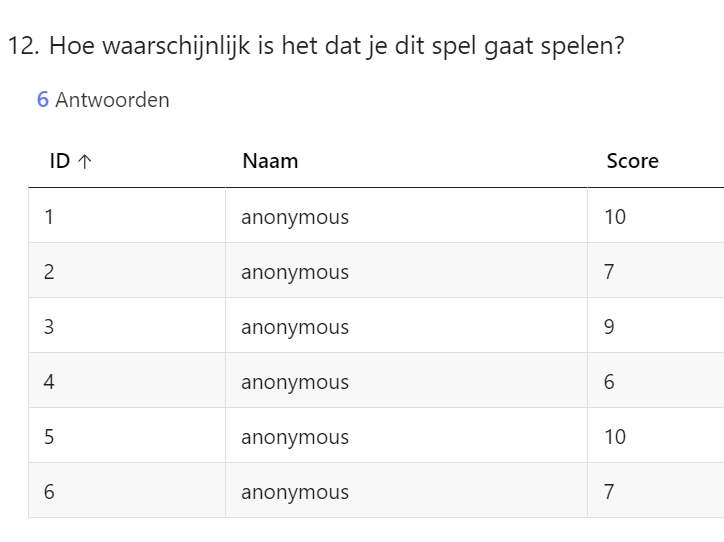 12. Hoe waarschijnlijk is het dat je dit spel gaat spelen?
6 Antwoorden
ID ↑ Naam Score
1 anonymous 10
2 anonymous 7
3 anonymous 9
4 anonymous 6
5 anonymous 10
6 anonymous 7